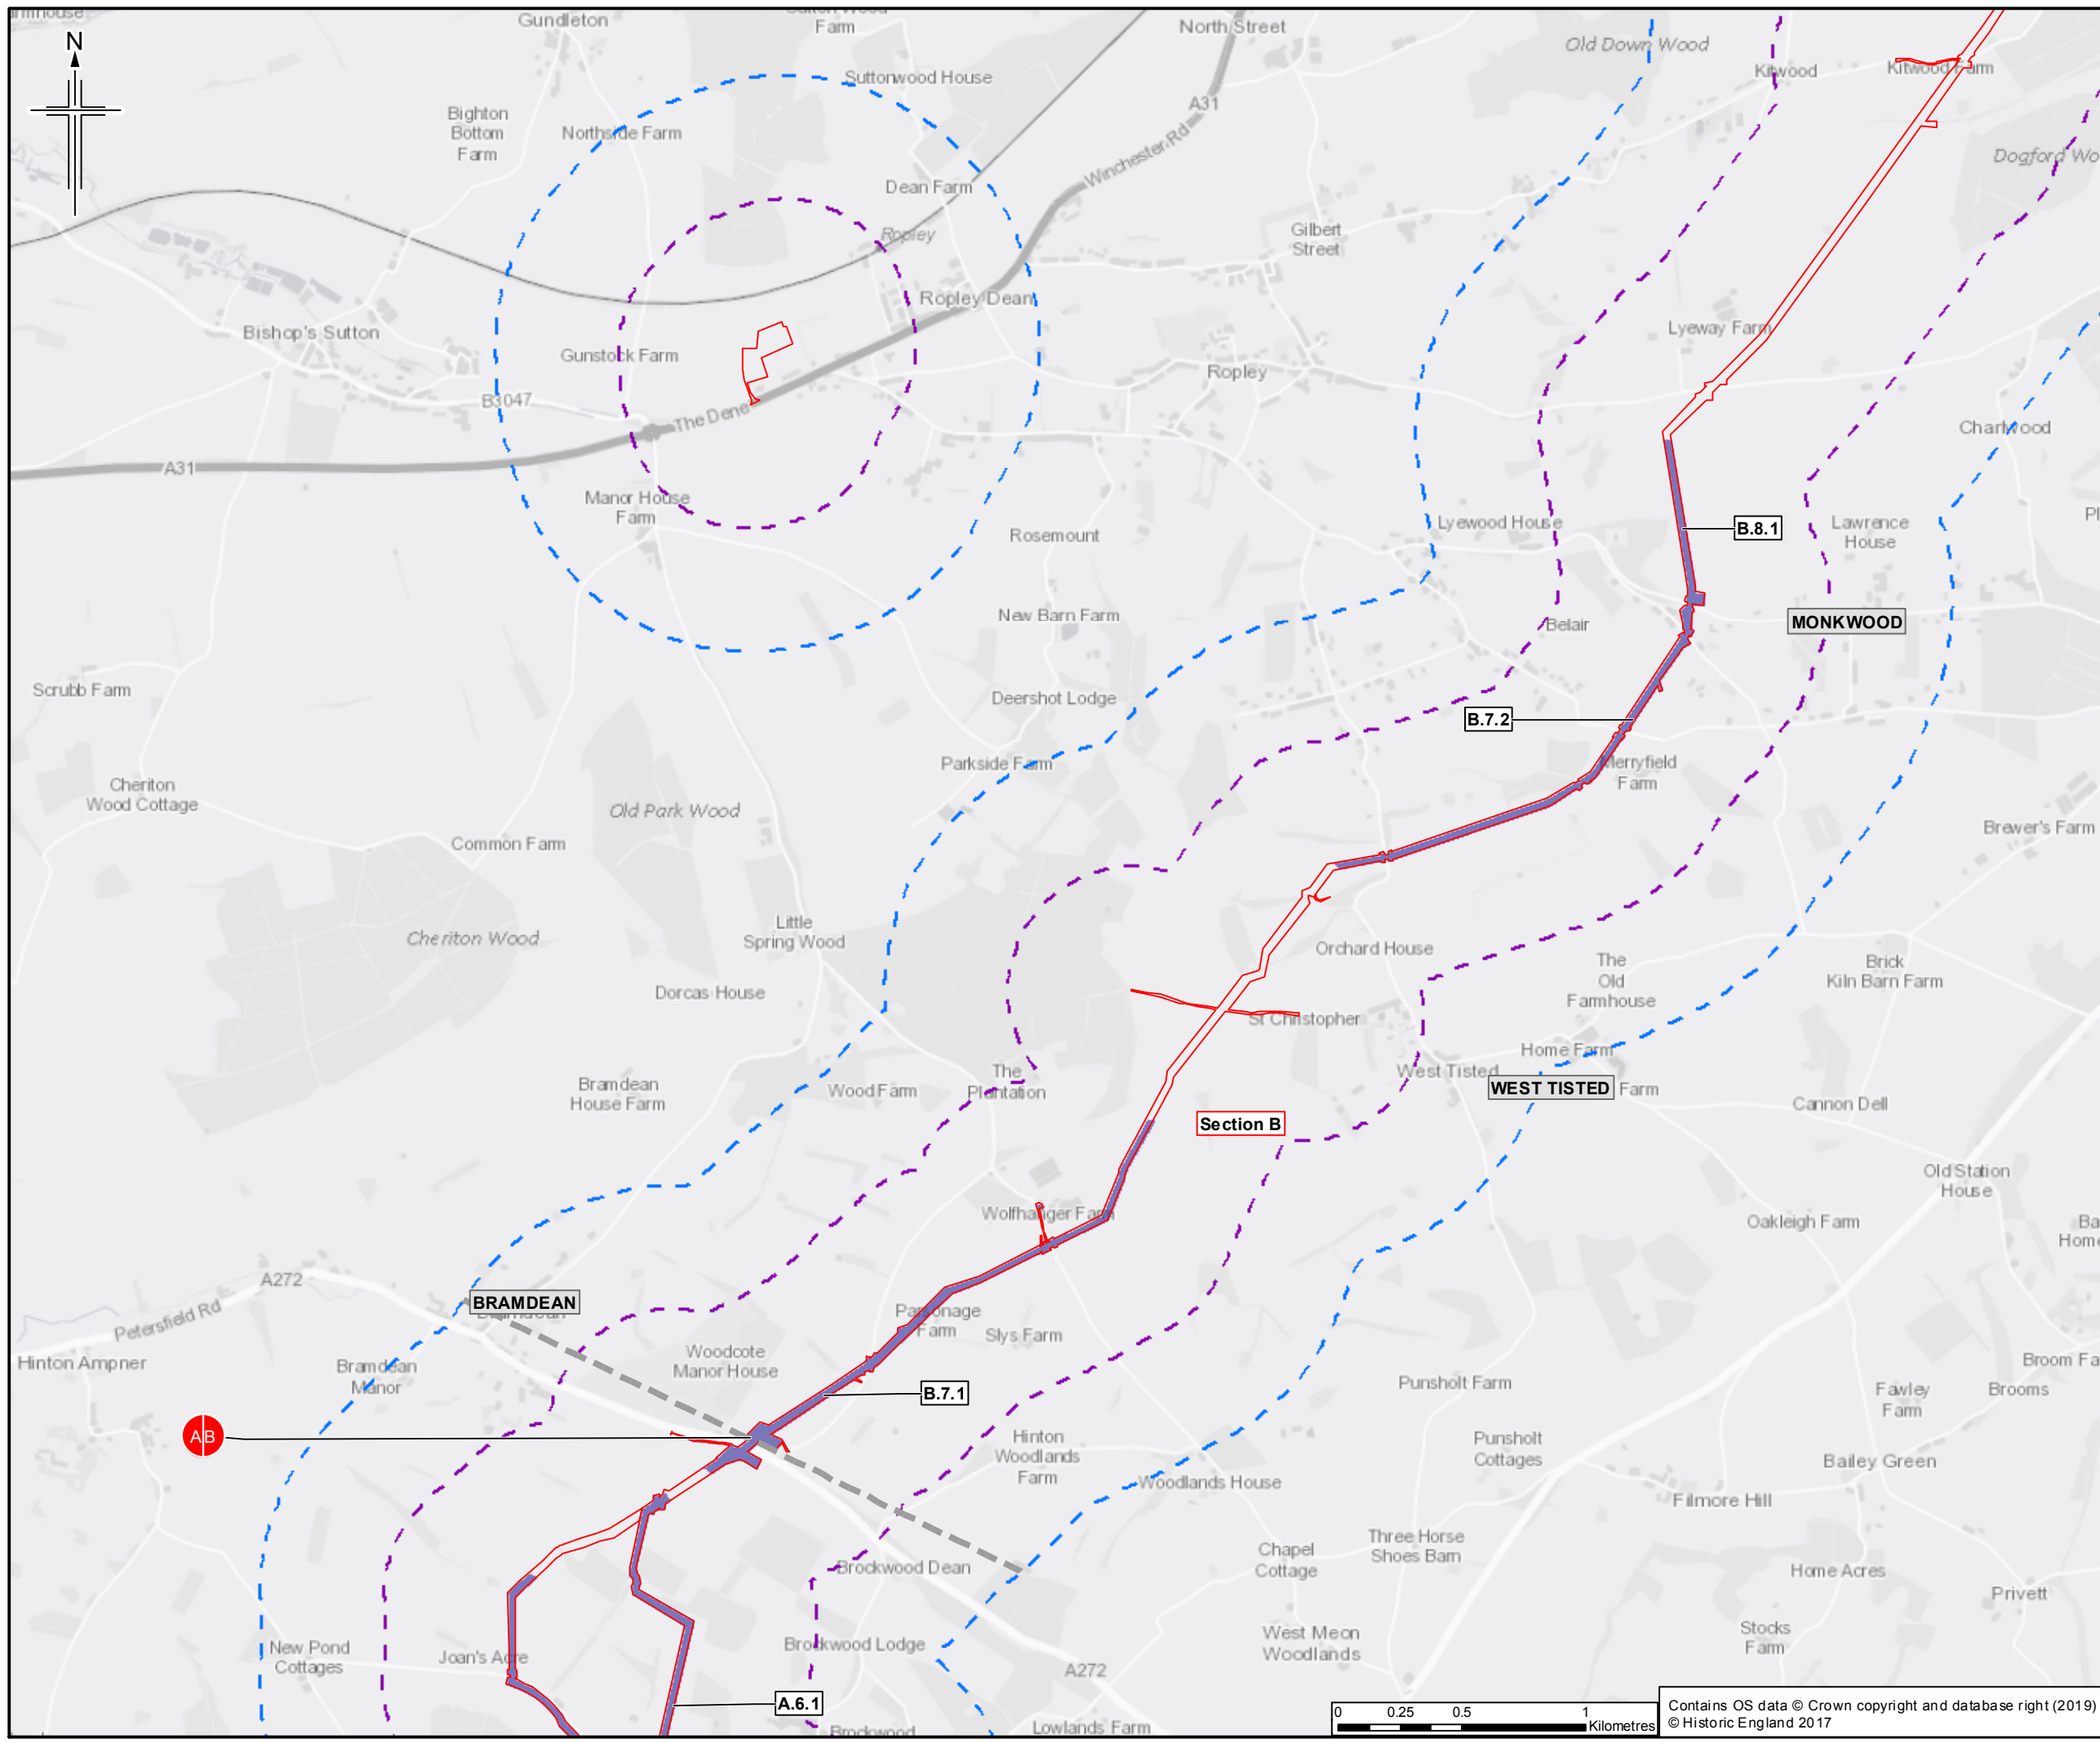 Gundleton
Farm
North Street
Old Down Wood
N
Suttonwood House
Kitwood
Kitwood Farm
A31
Bighton
Bottom
Farm
Northside Farm
Winchester Rd
Dean Farm
Ropley
Gilbert
Street
Ropley Dean
Bishop's Sutton
Gunstock Farm
Lyeway Farm
Ropley
B3047
The Dene
Charlwood
A31
Manor House
Farm
Rosemount
Lyewood House
B.8.1
Lawrence
House
New Barn Farm
Belair
MONKWOOD
Scrubb Farm
Deershot Lodge
B.7.2
Parkside Farm
Merryfield
Farm
Cheriton
Wood Cottage
Old Park Wood
Common Farm
Brewer's Farm
Little
Spring Wood
Cheriton Wood
Orchard House
The
Old
Farmhouse
Brick
Kiln Barn Farm
Dorcas House
St Christopher
Home Farm
The
Plantation
Bramdean
House Farm
Wood Farm
West Tisted
WEST TISTED
Farm
Cannon Dell
Section B
Old Station
House
Wolfhanger Farm
Oakleigh Farm
A272
BRAMDEAN
Petersfield Rd
Parsonage
Farm
Slys Farm
Hinton Ampner
Bramdean
Manor
Woodcote
Manor House
Broom Fa
Punsholt Farm
Fawley
Farm
Brooms
B.7.1
AB
Hinton
Woodlands
Farm
Punsholt
Cottages
Bailey Green
Woodlands House
Filmore Hill
Three Horse
Shoes Barn
Chapel
Cottage
Brockwood Dean
Home Acres
Privett
New Pond
Cottages
Joan's Acre
Brockwood Lodge
West Meon
Woodlands
Stocks
Farm
A272
A.6.1
Brockwood
Lowlands Farm
0 0.25 0.5 1
Kilometres
Contains OS data © Crown copyright and database right (2019)
© Historic England 2017